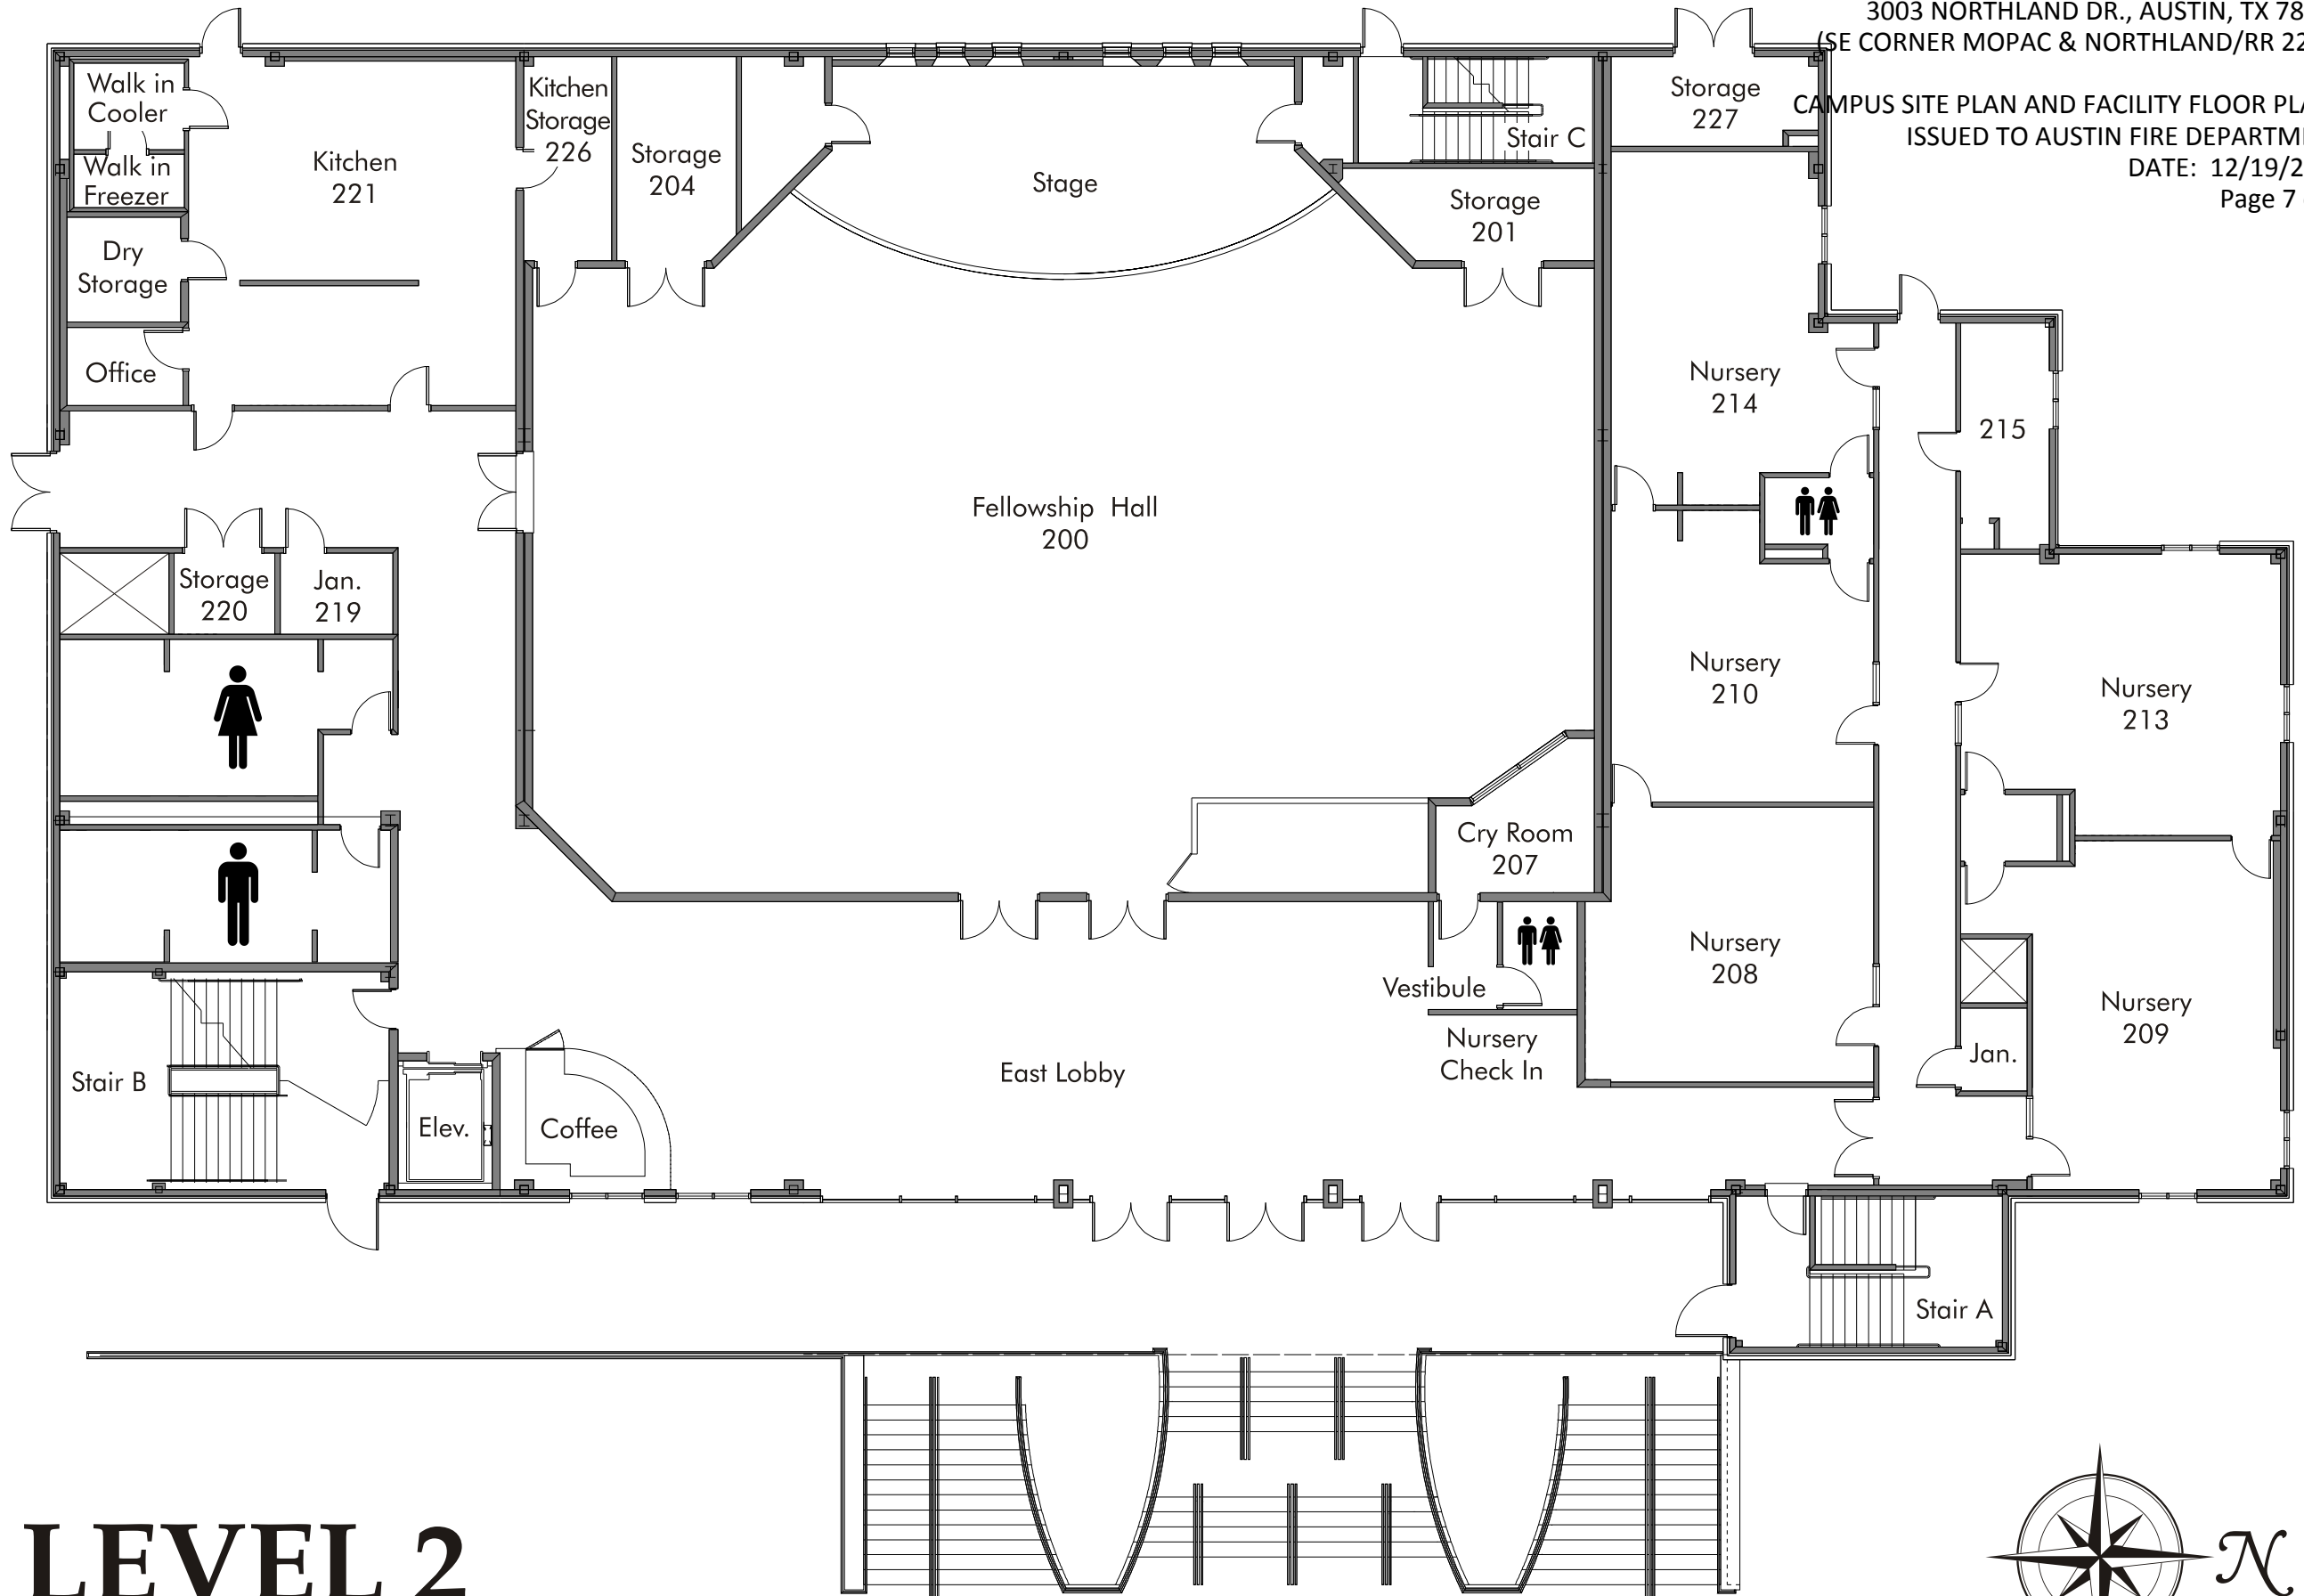 3003 NORTHLAND DR., AUSTIN, TX 78
(SE CORNER MOPAC & NORTHLAND/RR 22
CAMPUS SITE PLAN AND FACILITY FLOOR PLA
ISSUED TO AUSTIN FIRE DEPARTM
DATE: 12/19/2
Page 7
Walk in
Cooler
Walk in
Freezer
Dry
Storage
Office
Kitchen
221
Kitchen
Storage
226
Storage
204
Stage
Stair C
Storage
201
Storage
227
Nursery
214
215
Fellowship Hall
200
Storage
220
Jan.
219
Nursery
210
Nursery
213
Cry Room
207
Nursery
208
Vestibule
Nursery
Check In
Nursery
209
Jan.
East Lobby
Stair B
Elev.
Coffee
Stair A
LEVEL 2
N